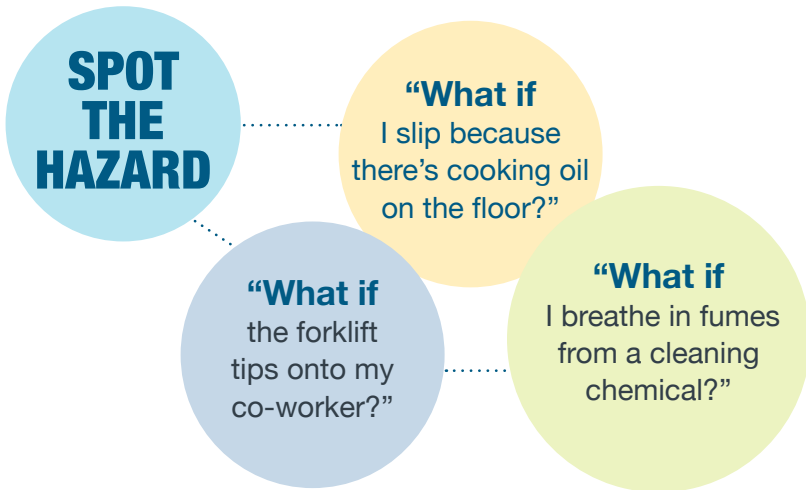 SPOT
THE
HAZARD
“What if
I slip because
there’s cooking oil
on the floor?”
“What if
the forklift
tips onto my
co-worker?”
“What if
I breathe in fumes
from a cleaning
chemical?”